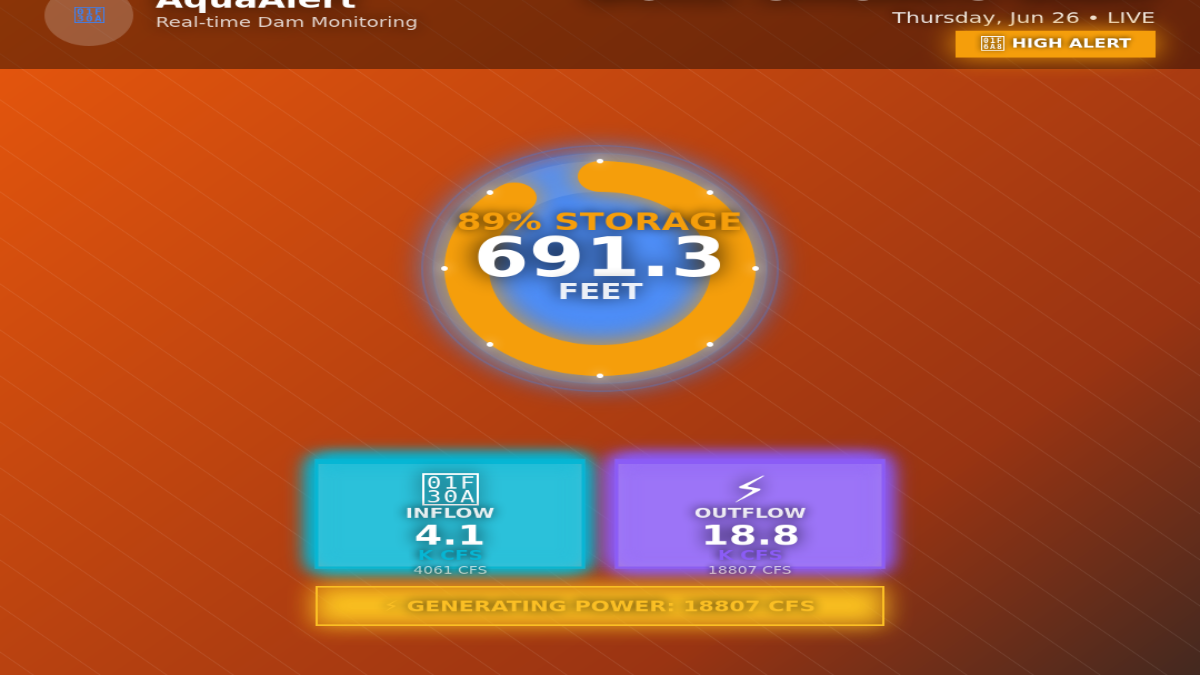 AquaAlert
Real-time Dam Monitoring
Thursday, Jun 26 • LIVE
HIGH ALERT
89% STORAGE
691.3
FEET
INFLOW
4.1
K CFS
4061 CFS
⚡
OUTFLOW
18.8
K CFS
18807 CFS
⚡ GENERATING POWER: 18807 CFS